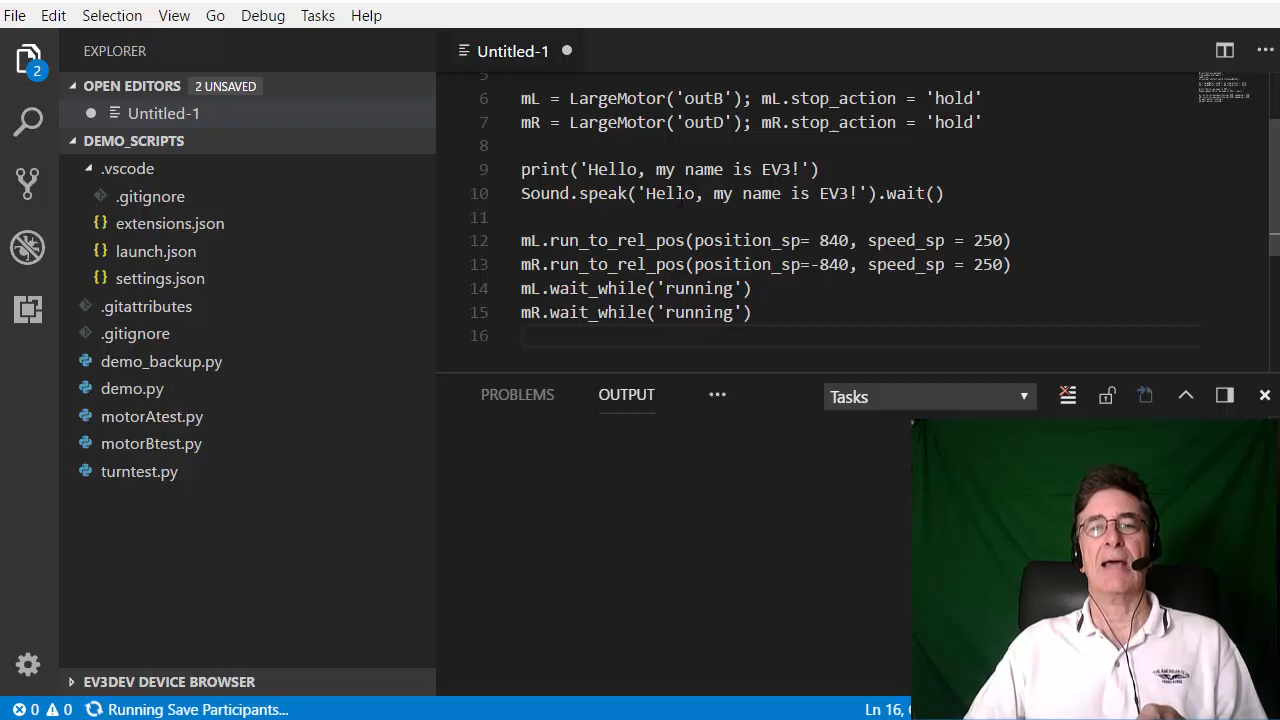 File Edit Selection View Go Debug Tasks Help
EXPLORER
OPEN EDITORS 2 UNSAVED
Untitled-1
DEMO_SCRIPTS
.vscode
.gitignore
extensions.json
launch.json
settings.json
.gitattributes
.gitignore
demo_backup.py
demo.py
motorAtest.py
motorBtest.py
turntest.py
EV3DEV DEVICE BROWSER
2
Untitled-1
5
6 mL = LargeMotor('outB'); mL.stop_action = 'hold'
7 mR = LargeMotor('outD'); mR.stop_action = 'hold'
8
9 print('Hello, my name is EV3!')
10 Sound.speak('Hello, my name is EV3!').wait()
11
12 mL.run_to_rel_pos(position_sp= 840, speed_sp = 250)
13 mR.run_to_rel_pos(position_sp=-840, speed_sp = 250)
14 mL.wait_while('running')
15 mR.wait_while('running')
16
PROBLEMS OUTPUT ••• Tasks
0 0 Running Save Participants... Ln 16,